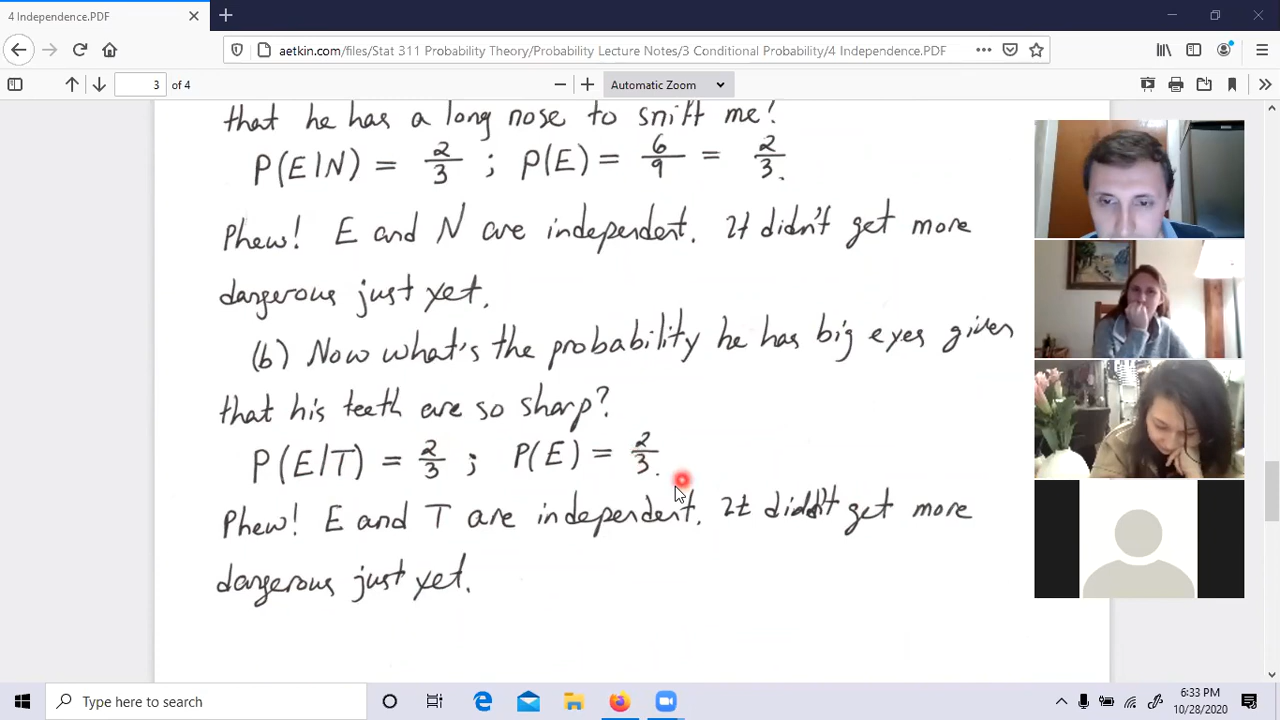 4 Independence.PDF
aetkin.com/files/Stat 311 Probability Theory/Probability Lecture Notes/3 Conditional Probability/4 Independence.PDF
3 of 4
Automatic Zoom
that he has a long nose to sniff me!
P(E|N) = 2/3 ; P(E) = 6/9 = 2/3.
Phew! E and N are independent. It didn't get more
dangerous just yet.
(b) Now what's the probability he has big eyes given
that his teeth are so sharp?
P(E|T) = 2/3 ; P(E) = 2/3.
Phew! E and T are independent. It didn't get more
dangerous just yet.
Type here to search
6:33 PM
10/28/2020